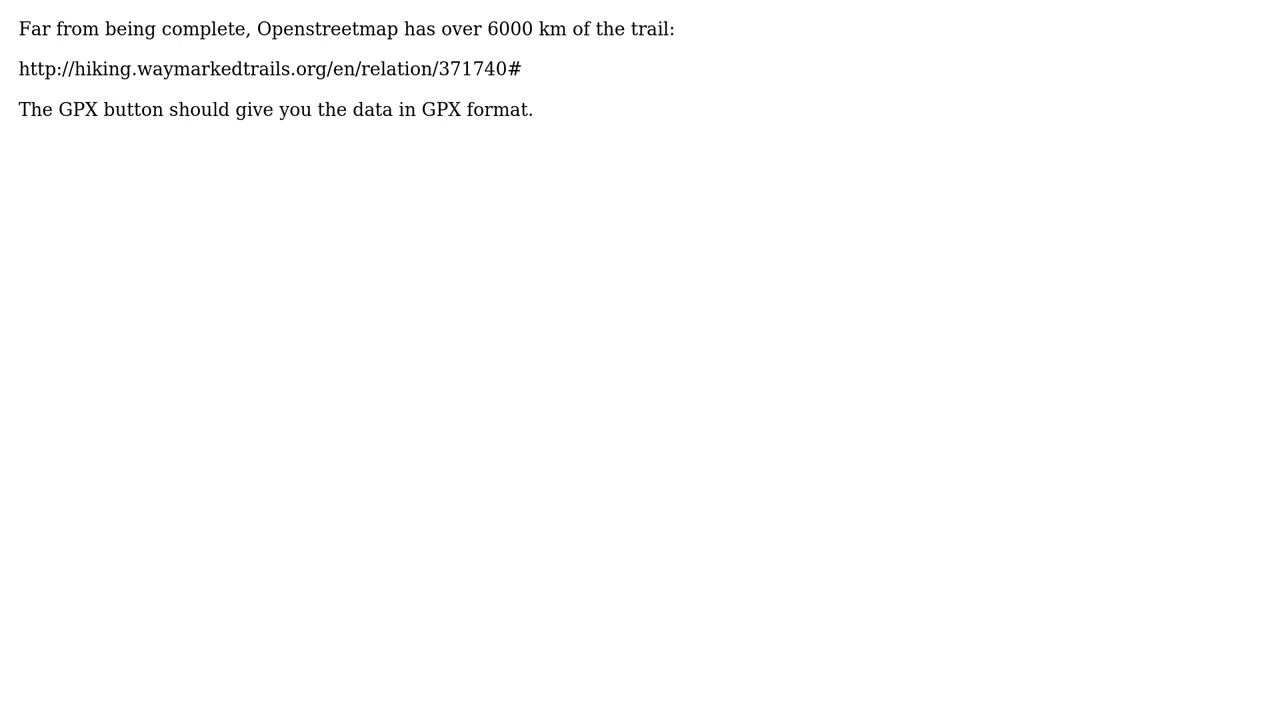 Far from being complete, Openstreetmap has over 6000 km of the trail:
http://hiking.waymarkedtrails.org/en/relation/371740#
The GPX button should give you the data in GPX format.